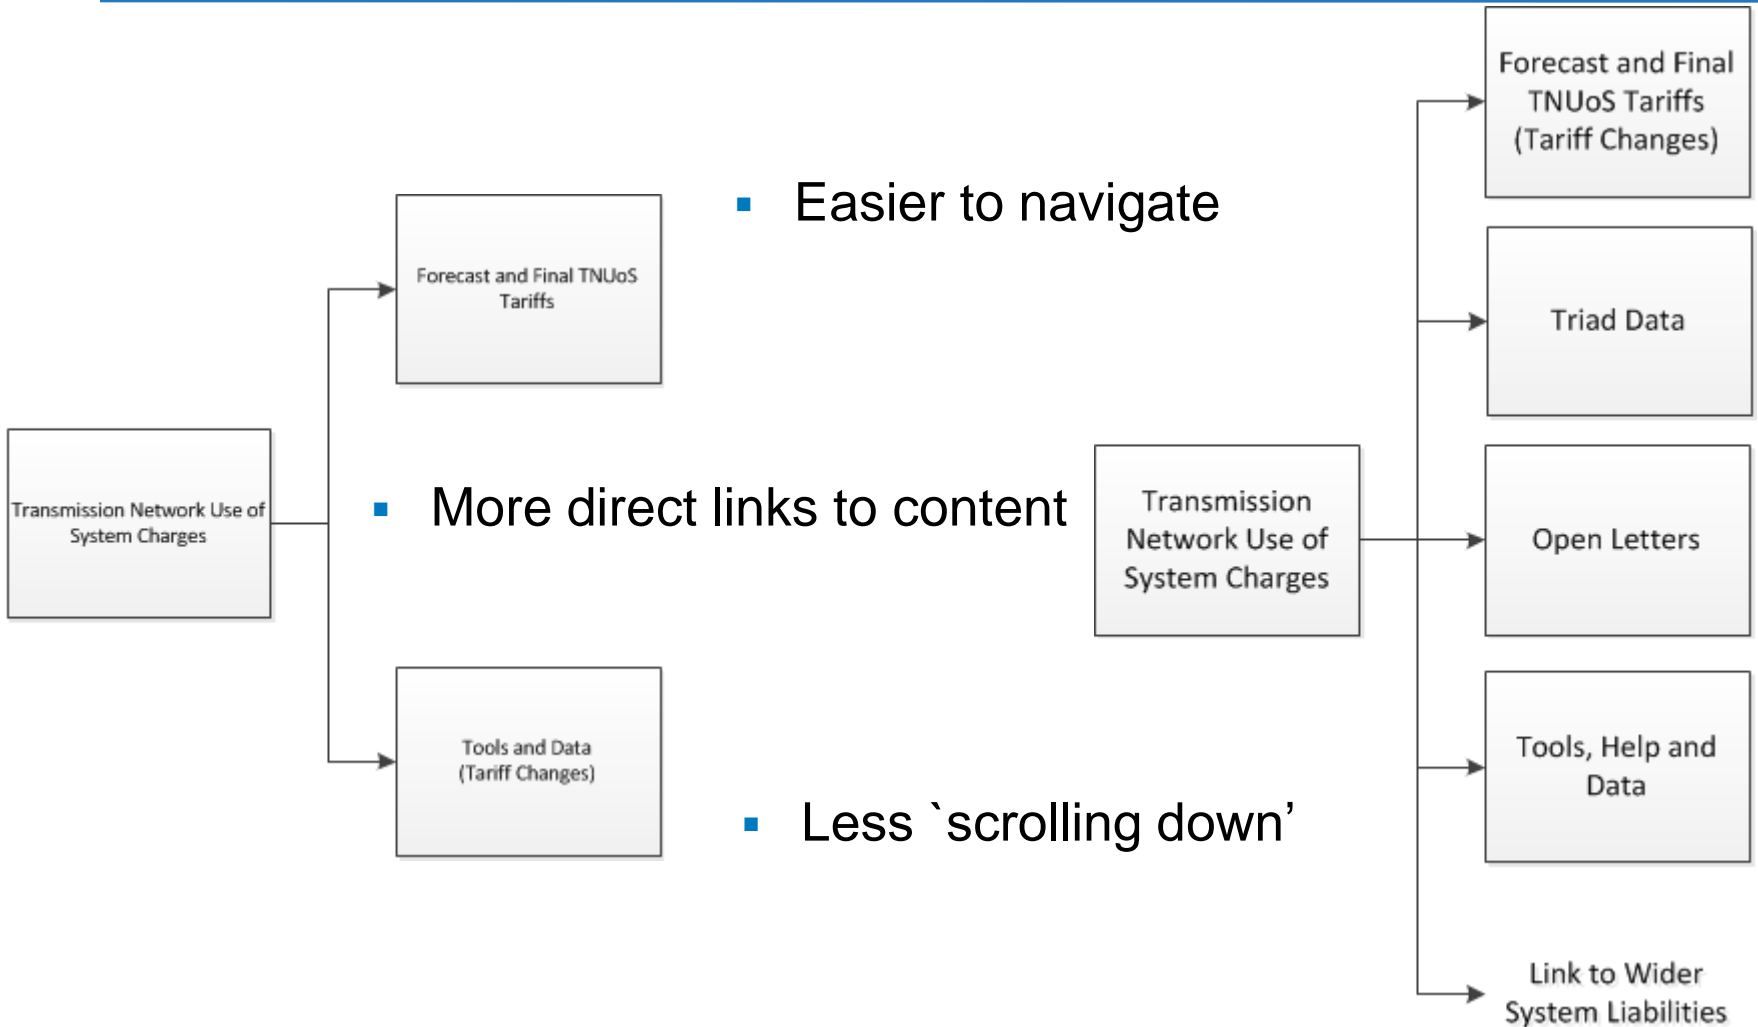 Transmission Network Use of
System Charges
Forecast and Final TNUoS
Tariffs
Tools and Data
(Tariff Changes)
Easier to navigate
More direct links to content
Less `scrolling down’
Transmission
Network Use of
System Charges
Forecast and Final
TNUoS Tariffs
(Tariff Changes)
Triad Data
Open Letters
Tools, Help and
Data
Link to Wider
System Liabilities